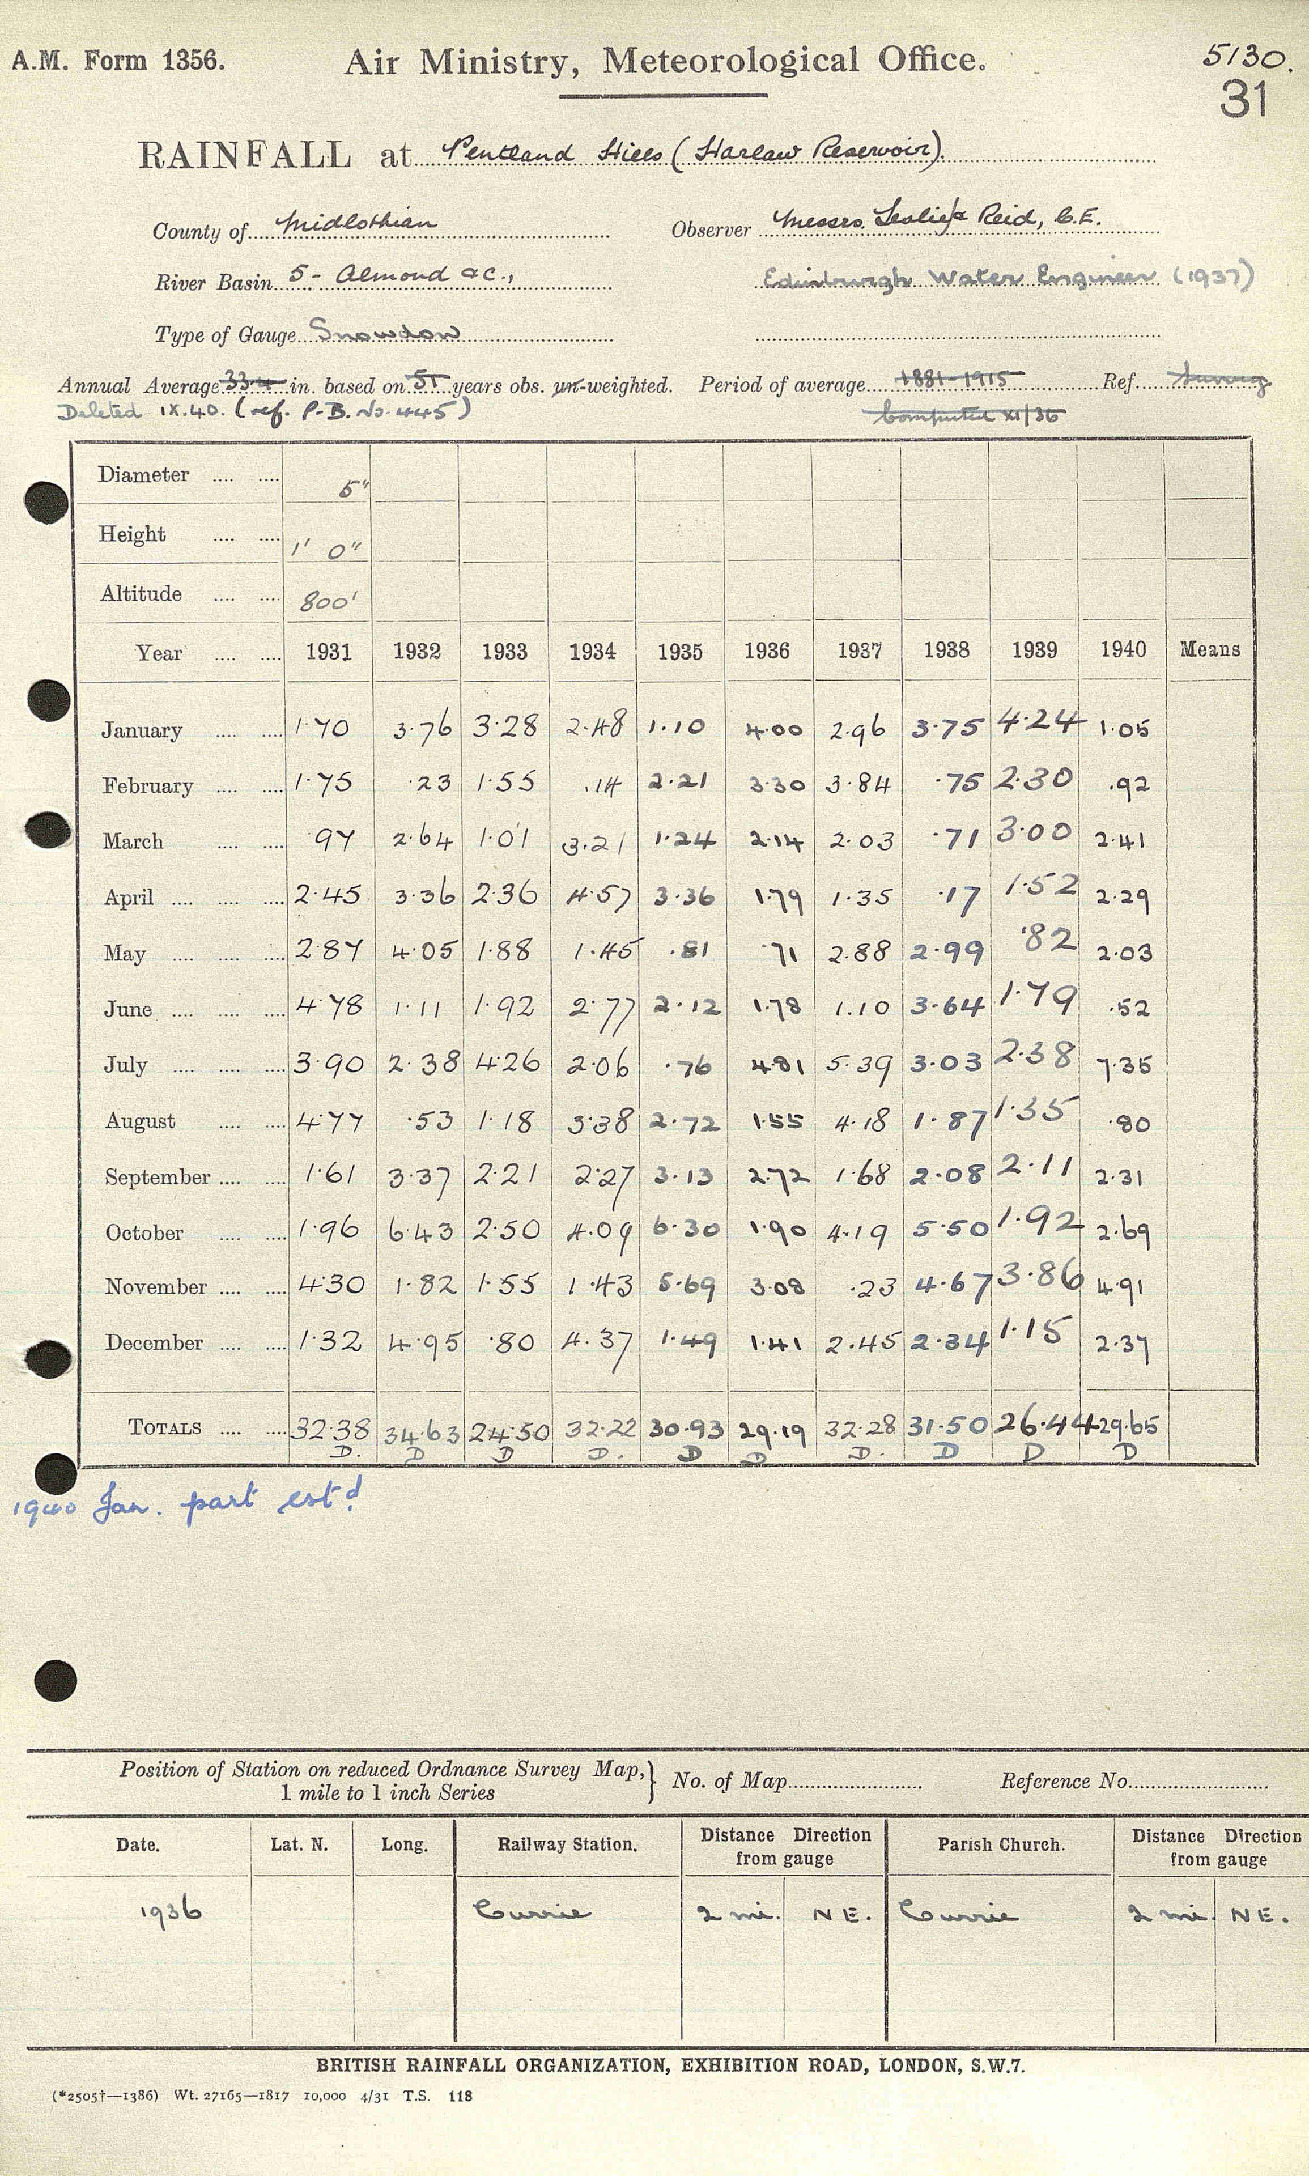 A.M. Form 1356. Air Ministry, Meteorological Office. 5130.
31
RAINFALL at Pentland Hills (Harlaw Reservoir).
County of Midlothian Observer Messrs. Leslie & Reid, C.E.
River Basin 5 - Almond &c., Edinburgh Water Engineer (1937)
Type of Gauge Snowdon
Annual Average 33.4 in. based on 51 years obs. un-weighted. Period of average 1881-1915 Ref.
Deleted IX.40. (ref. P.B. No. 445) Computed XI/36
Diameter .... .... 5"
Height .... .... 1' 0"
Altitude .... .... 800'
Year .... .... 1931 1932 1933 1934 1935 1936 1937 1938 1939 1940 Means
January .... .... 1.70 3.76 3.28 2.48 1.10 4.00 2.96 3.75 4.24 1.05
February .... .... 1.75 .23 1.55 .14 2.21 3.30 3.84 .75 2.30 .92
March .... .... .97 2.64 1.01 3.21 1.24 2.14 2.03 .71 3.00 2.41
April .... .... .... 2.45 3.36 2.36 4.57 3.36 1.79 1.35 .17 1.52 2.29
May .... .... .... 2.87 4.05 1.88 1.45 .81 .71 2.88 2.99 .82 2.03
June .... .... .... 4.78 1.11 1.92 2.77 2.12 1.78 1.10 3.64 1.79 .52
July .... .... .... 3.90 2.38 4.26 2.06 .76 4.81 5.39 3.03 2.38 7.35
August .... .... 4.77 .53 1.18 3.38 2.72 1.55 4.18 1.87 1.35 .80
September .... .... 1.61 3.37 2.21 2.27 3.13 2.72 1.68 2.08 2.11 2.31
October .... .... 1.96 6.43 2.50 4.09 6.30 1.90 4.19 5.50 1.92 2.69
November .... .... 4.30 1.82 1.55 1.43 5.69 3.08 .23 4.67 3.86 4.91
December .... .... 1.32 4.95 .80 4.37 1.49 1.41 2.45 2.34 1.15 2.37
TOTALS .... .... 32.38 34.63 24.50 32.22 30.93 29.19 32.28 31.50 26.44 29.65
D. D D D. D D D. D D D
1940 Jan. part estd
Position of Station on reduced Ordnance Survey Map, } No. of Map Reference No.
1 mile to 1 inch Series
Date. Lat. N. Long. Railway Station. Distance Direction Parish Church. Distance Direction
from gauge from gauge
1936 Currie 2 mi. NE. Currie 2 mi. NE.
BRITISH RAINFALL ORGANIZATION, EXHIBITION ROAD, LONDON, S.W.7.
(*2505†—1386) Wt. 27165—1817 10,000 4/31 T.S. 118